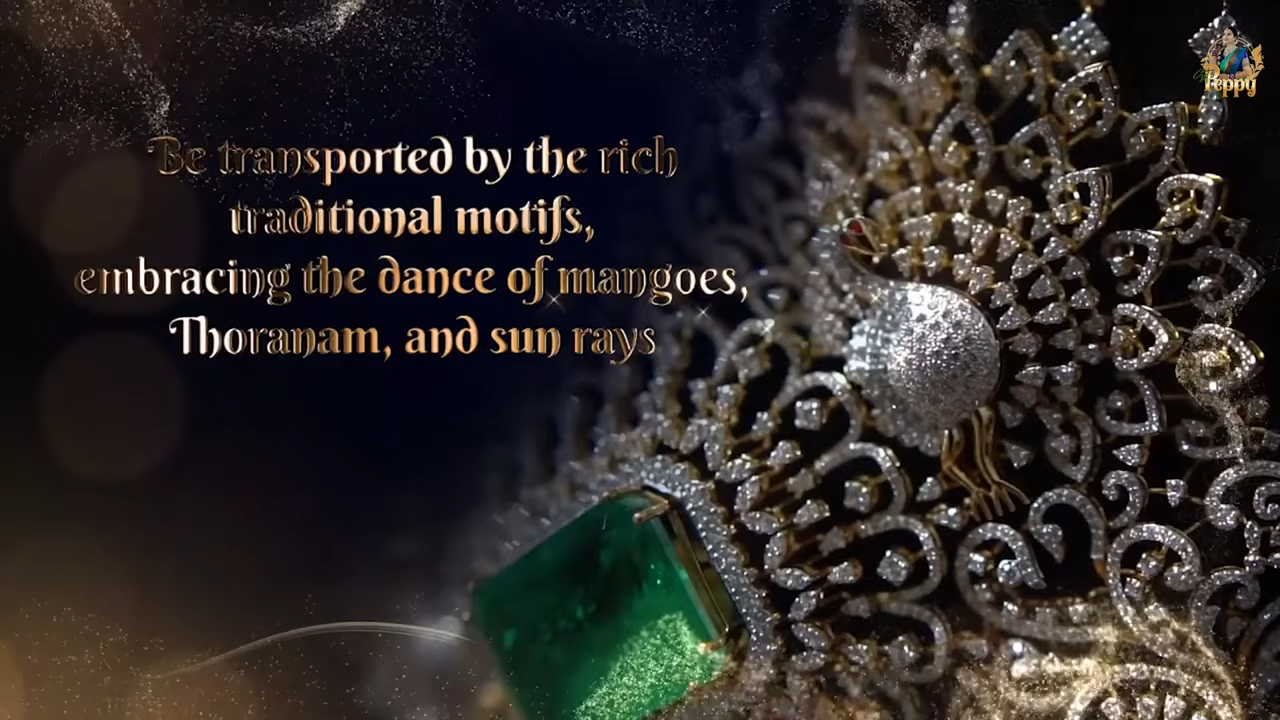 Be transported by the rich
traditional motifs,
embracing the dance of mangoes,
Thoranam, and sun rays
Peppy